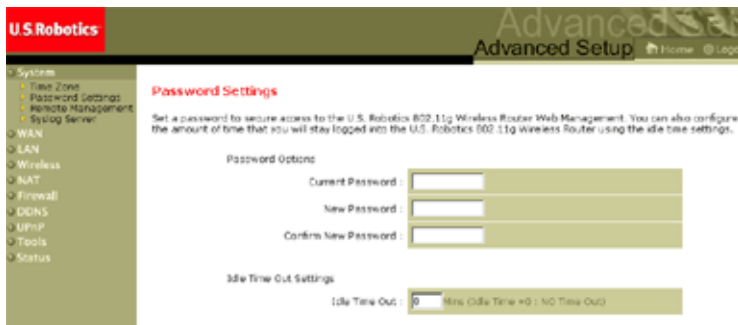 U.S.Robotics
Advanced Set
Advanced Setup
Home
Logo
System
Time Zone
Password Settings
Remote Management
Syslog Server
WAN
LAN
Wireless
NAT
Firewall
DDNS
UPnP
Tools
Status
Password Settings
Set a password to secure access to the U.S. Robotics 802.11g Wireless Router Web Management. You can also configure
the amount of time that you will stay logged into the U.S. Robotics 802.11g Wireless Router using the idle time settings.
Password Options
Current Password :
New Password :
Confirm New Password :
Idle Time Out Settings
Idle Time Out : 0 Mins (Idle Time =0 : NO Time Out)